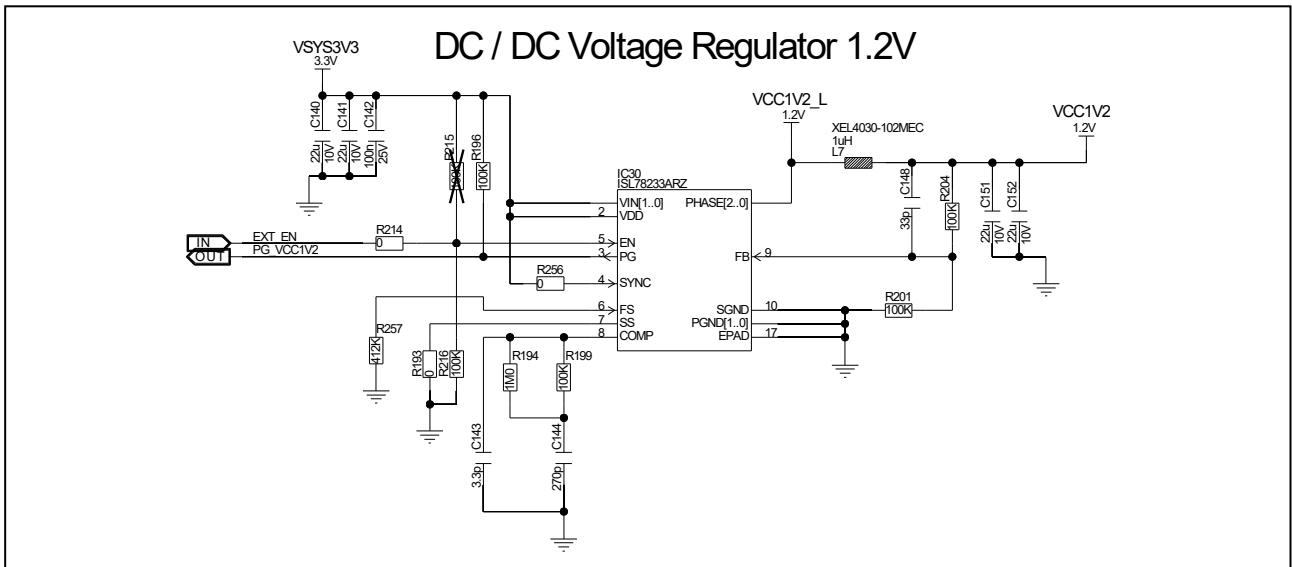 DC / DC Voltage Regulator 1.2V
VSYS3V3
3.3V
C140
22u
10V
C141
22u
10V
C142
100n
25V
R215
100K
R196
100K
VCC1V2_L
1.2V
XEL4030-102MEC
1uH
L7
VCC1V2
1.2V
C148
33p
R204
100K
C151
22u
10V
C152
22u
10V
IC30
ISL78233ARZ
VIN[1..0]
PHASE[2..0]
2
VDD
IN
EXT_EN
R214
0
5
EN
OUT
PG_VCC1V2
3
PG
FB
9
R256
0
4
SYNC
6
FS
SGND
10
R201
100K
7
SS
PGND[1..0]
8
COMP
EPAD
17
R257
412K
R193
0
R216
100K
R194
1M0
R199
100K
C143
3.3p
C144
270p